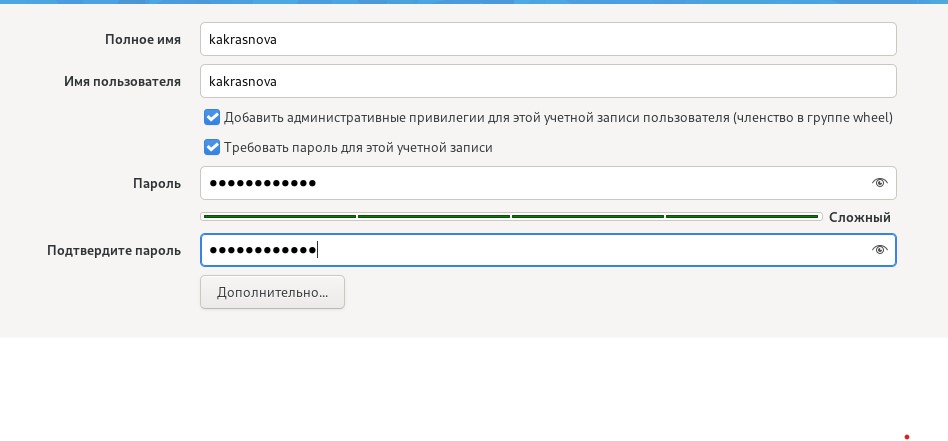 Полное имя kakrasnova
Имя пользователя kakrasnova
Добавить административные привилегии для этой учетной записи пользователя (членство в группе wheel)
Требовать пароль для этой учетной записи
Пароль ●●●●●●●●●●●●
Сложный
Подтвердите пароль ●●●●●●●●●●●●
Дополнительно...